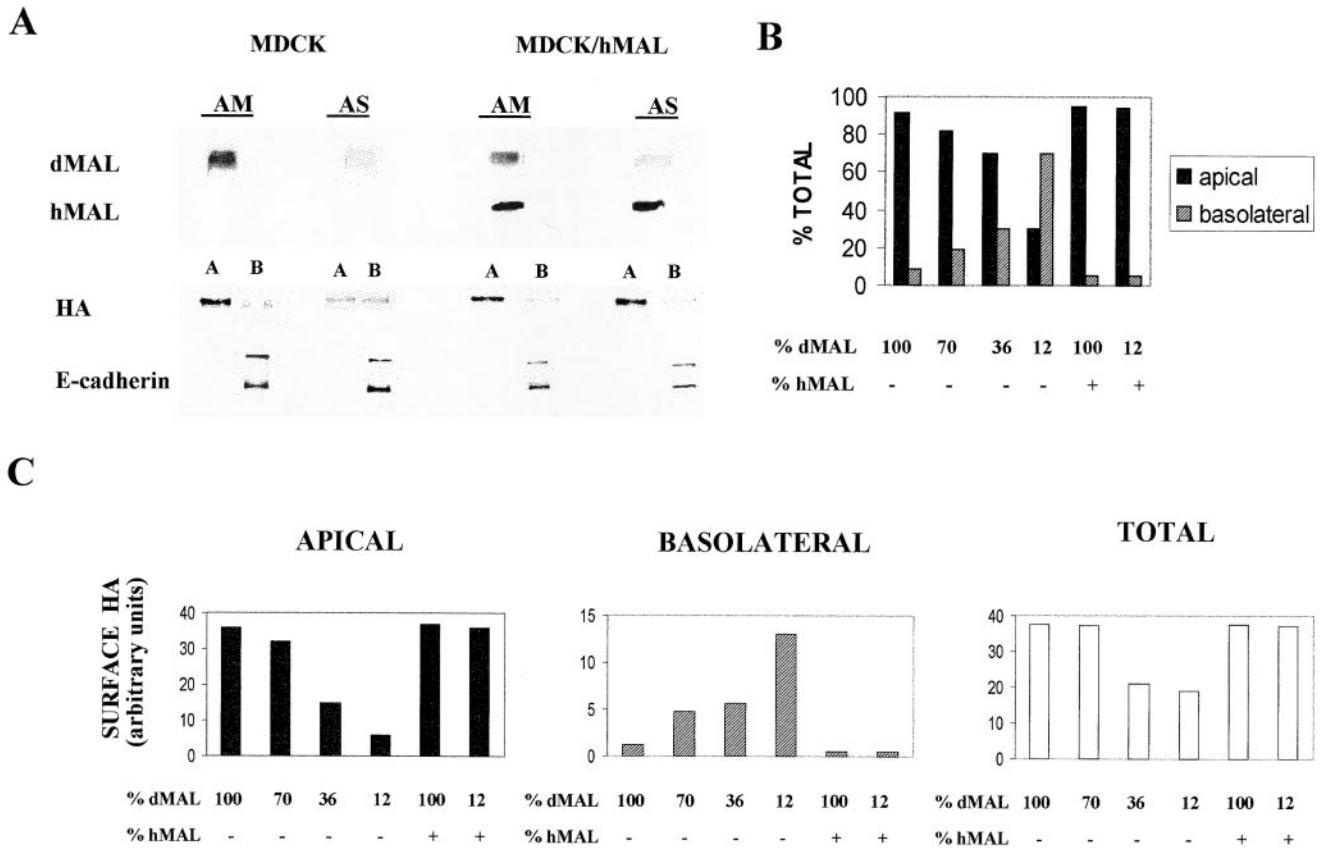 A
MDCK MDCK/hMAL
AM AS AM AS
dMAL
hMAL
A B A B A B A B
HA
E-cadherin
B
100
80
60
40
20
0
% TOTAL
apical
basolateral
% dMAL 100 70 36 12 100 12
% hMAL - - - - + +
C
APICAL BASOLATERAL TOTAL
SURFACE HA
(arbitrary units)
40
30
20
10
0
15
10
5
0
40
30
20
10
0
% dMAL 100 70 36 12 100 12
% hMAL - - - - + +
% dMAL 100 70 36 12 100 12
% hMAL - - - - + +
% dMAL 100 70 36 12 100 12
% hMAL - - - - + +